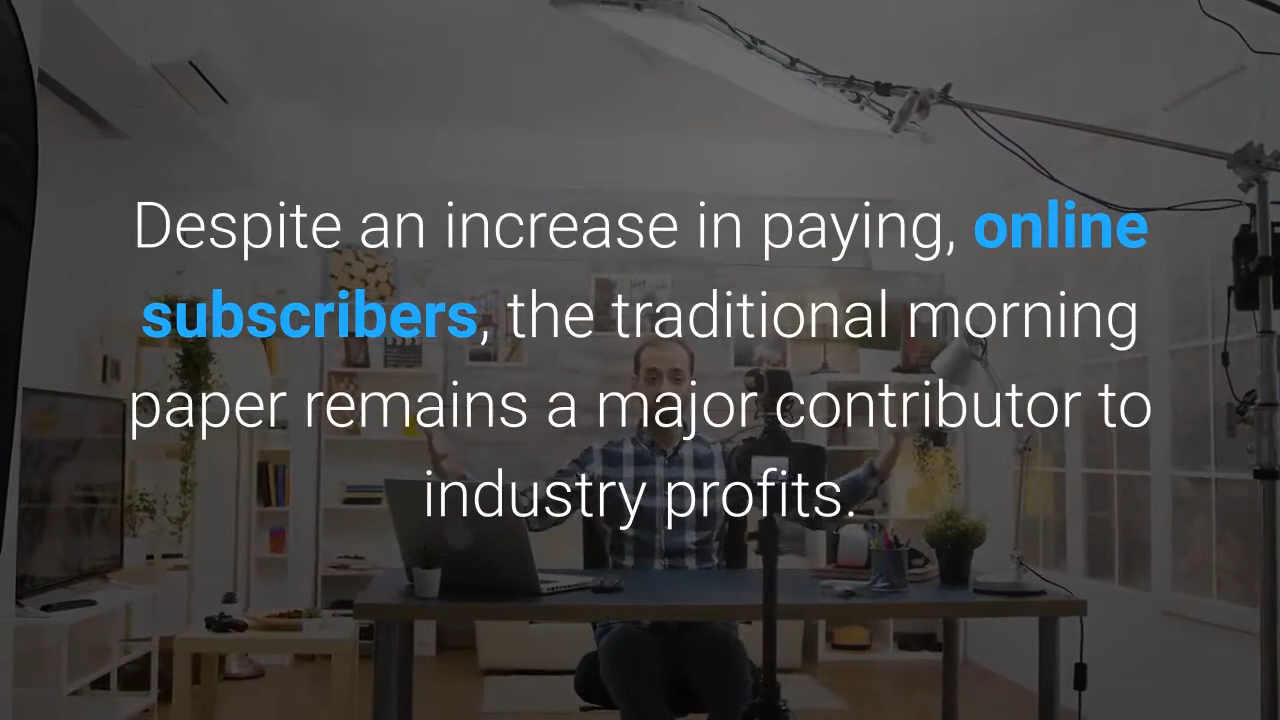 Despite an increase in paying, online
subscribers, the traditional morning
paper remains a major contributor to
industry profits.